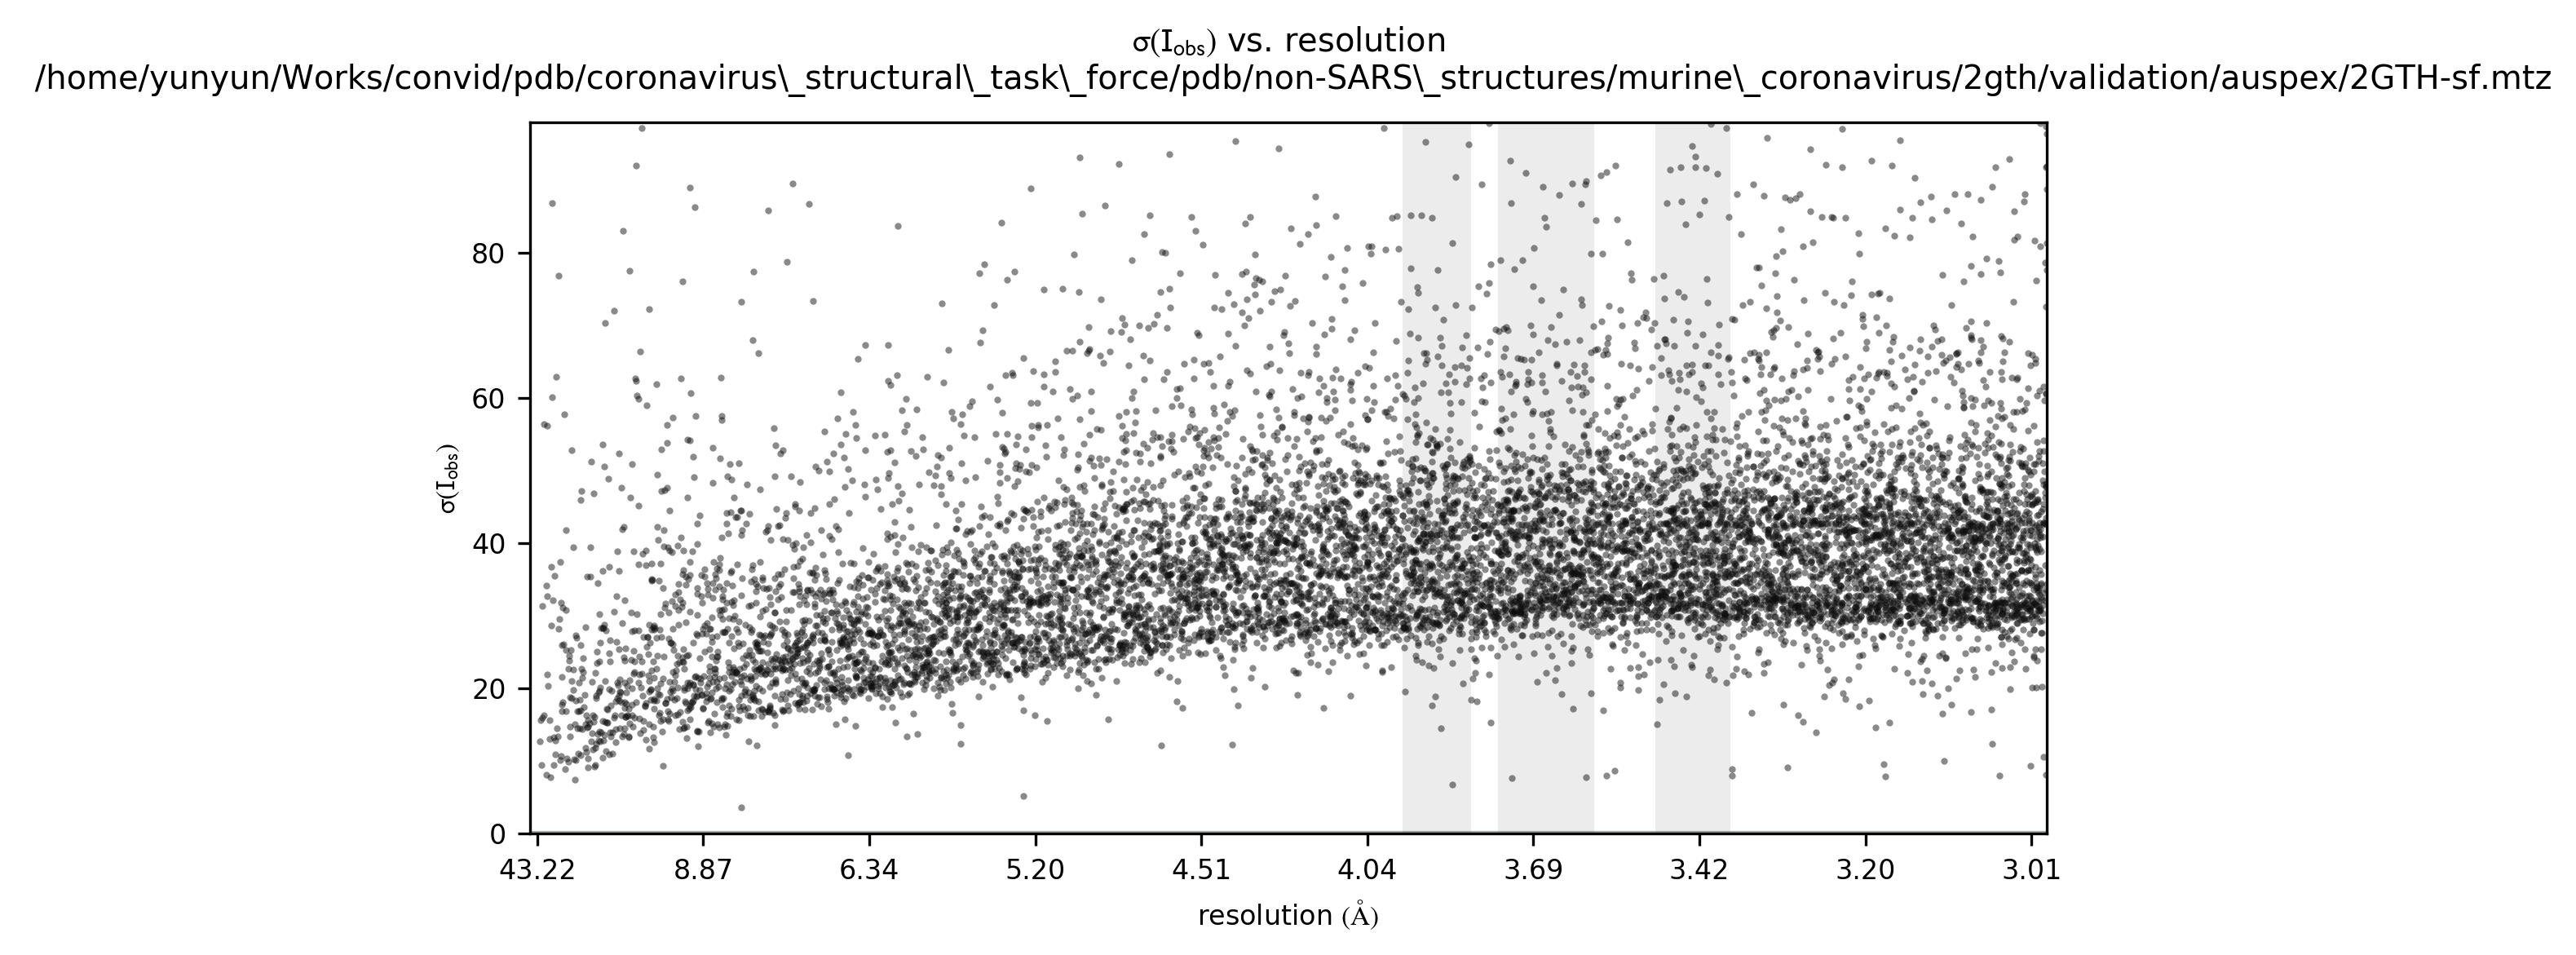 σ(Iobs) vs. resolution
/home/yunyun/Works/convid/pdb/coronavirus\_structural\_task\_force/pdb/non-SARS\_structures/murine\_coronavirus/2gth/validation/auspex/2GTH-sf.mtz
σ(Iobs)
80
60
40
20
0
43.22 8.87 6.34 5.20 4.51 4.04 3.69 3.42 3.20 3.01
resolution (Å)